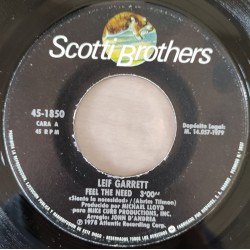 Scotti Brothers
45-1850
CARA A
45 RPM
Depósito Legal:
M. 14.057-1979
LEIF GARRETT
FEEL THE NEED 3'00"
«Siento la necesidad» /(Abrim Tilmon)
Producido por MICHAEL LLOYD
para MIKE CURB PRODUCTIONS, INC.
Arreglo: JOHN D'ANDREA
℗ 1978 Atlantic Recording Corp.